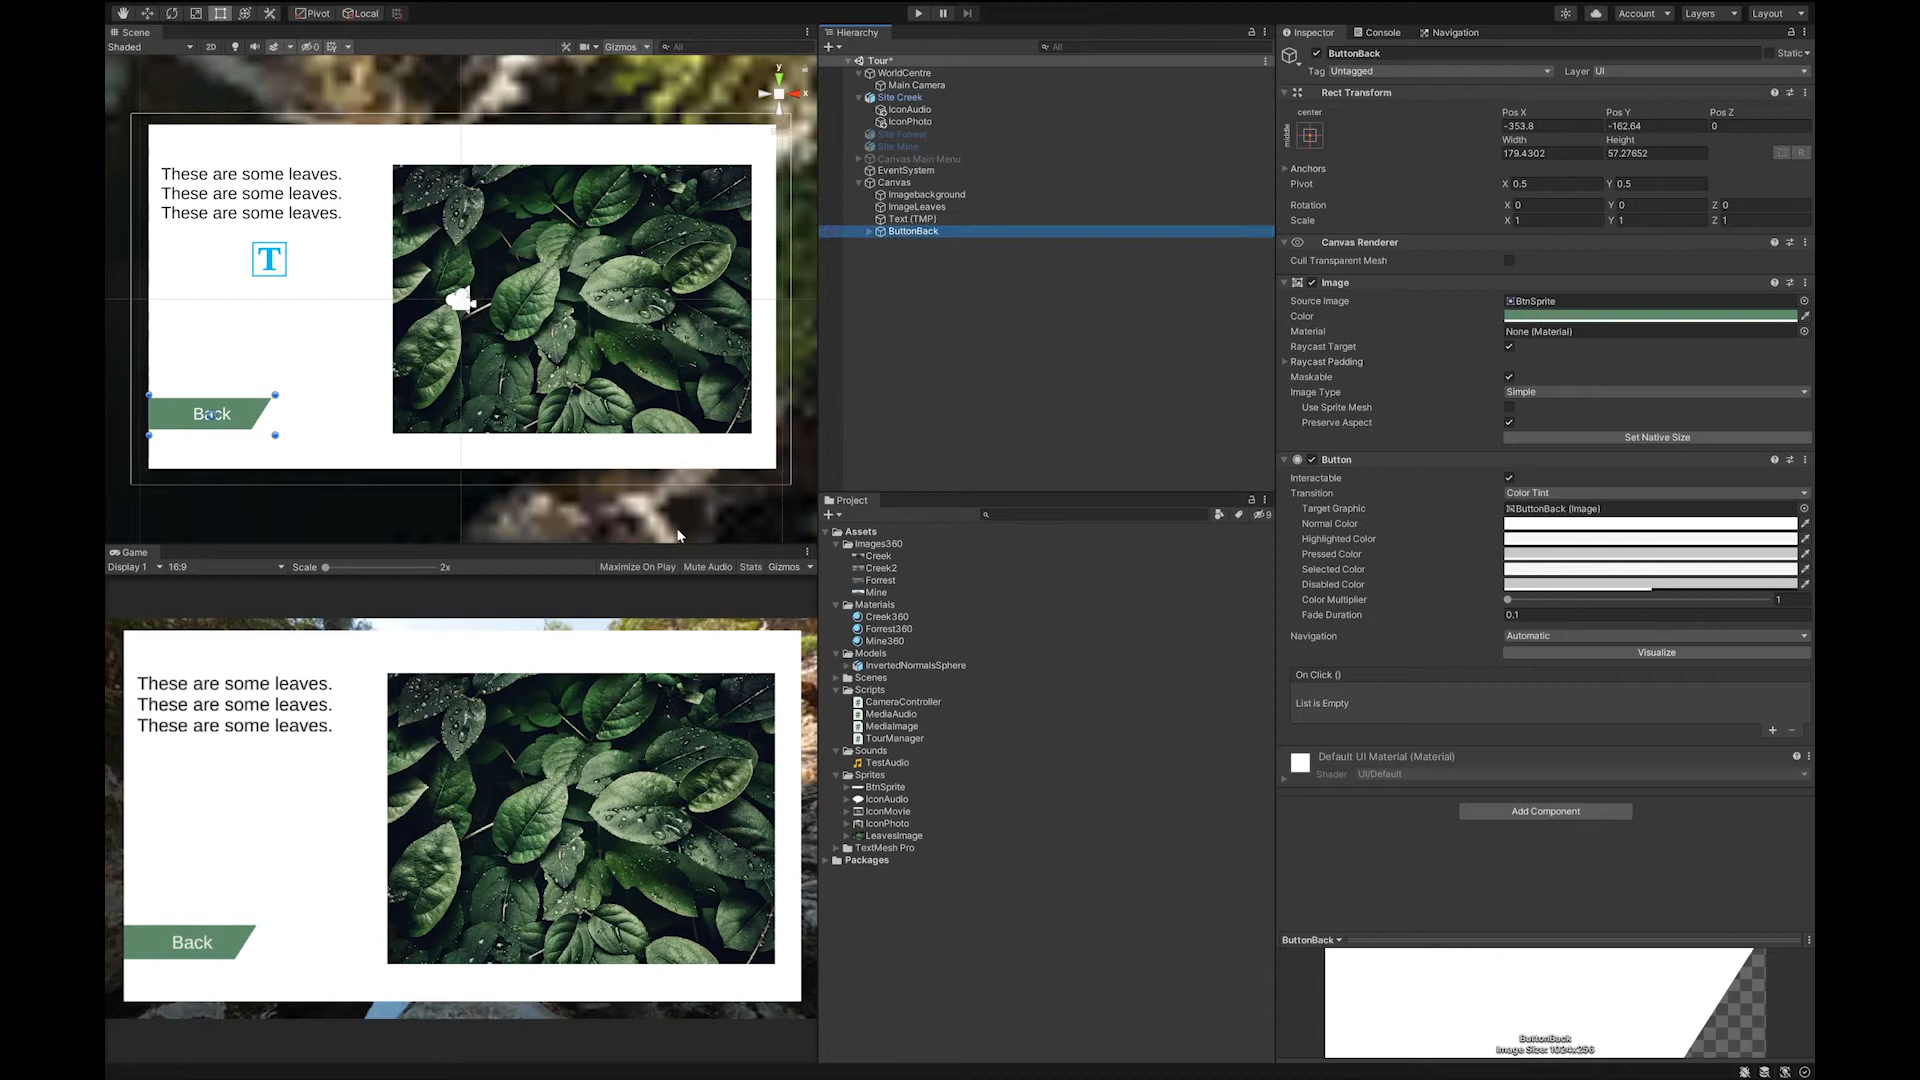 Pivot Local
Account Layers Layout
Scene
Shaded 2D 0 Gizmos All
y
x
These are some leaves.
These are some leaves.
These are some leaves.
T
Back
Game
Display 1 16:9 Scale 2x Maximize On Play Mute Audio Stats Gizmos
These are some leaves.
These are some leaves.
These are some leaves.
Back
Hierarchy
All
Tour*
WorldCentre
Main Camera
Site Creek
IconAudio
IconPhoto
Site Forrest
Site Mine
Canvas Main Menu
EventSystem
Canvas
Imagebackground
ImageLeaves
Text (TMP)
ButtonBack
Project
9
Assets
Images360
Creek
Creek2
Forrest
Mine
Materials
Creek360
Forrest360
Mine360
Models
InvertedNormalsSphere
Scenes
Scripts
CameraController
MediaAudio
MediaImage
TourManager
Sounds
TestAudio
Sprites
BtnSprite
IconAudio
IconMovie
IconPhoto
LeavesImage
TextMesh Pro
Packages
Inspector Console Navigation
ButtonBack Static
Tag Untagged Layer UI
Rect Transform
center
middle
Pos X Pos Y Pos Z
-353.8 -162.64 0
Width Height
179.4302 57.27652
R
Anchors
Pivot X 0.5 Y 0.5
Rotation X 0 Y 0 Z 0
Scale X 1 Y 1 Z 1
Canvas Renderer
Cull Transparent Mesh
Image
Source Image BtnSprite
Color
Material None (Material)
Raycast Target
Raycast Padding
Maskable
Image Type Simple
Use Sprite Mesh
Preserve Aspect
Set Native Size
Button
Interactable
Transition Color Tint
Target Graphic ButtonBack (Image)
Normal Color
Highlighted Color
Pressed Color
Selected Color
Disabled Color
Color Multiplier 1
Fade Duration 0.1
Navigation Automatic
Visualize
On Click ()
List is Empty
Default UI Material (Material)
Shader UI/Default
Add Component
ButtonBack
ButtonBack
Image Size: 1024x256